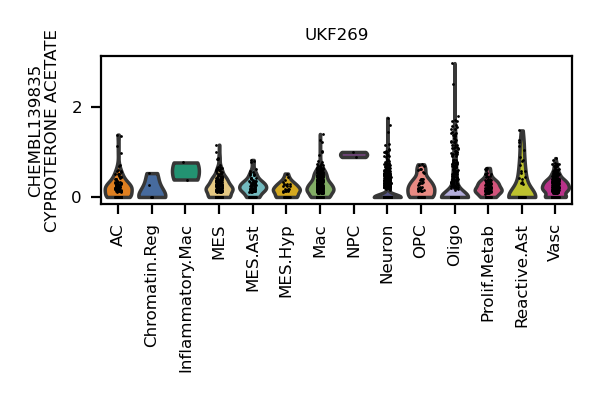 UKF269
CHEMBL139835
CYPROTERONE ACETATE
2
0
AC
Chromatin.Reg
Inflammatory.Mac
MES
MES.Ast
MES.Hyp
Mac
NPC
Neuron
OPC
Oligo
Prolif.Metab
Reactive.Ast
Vasc